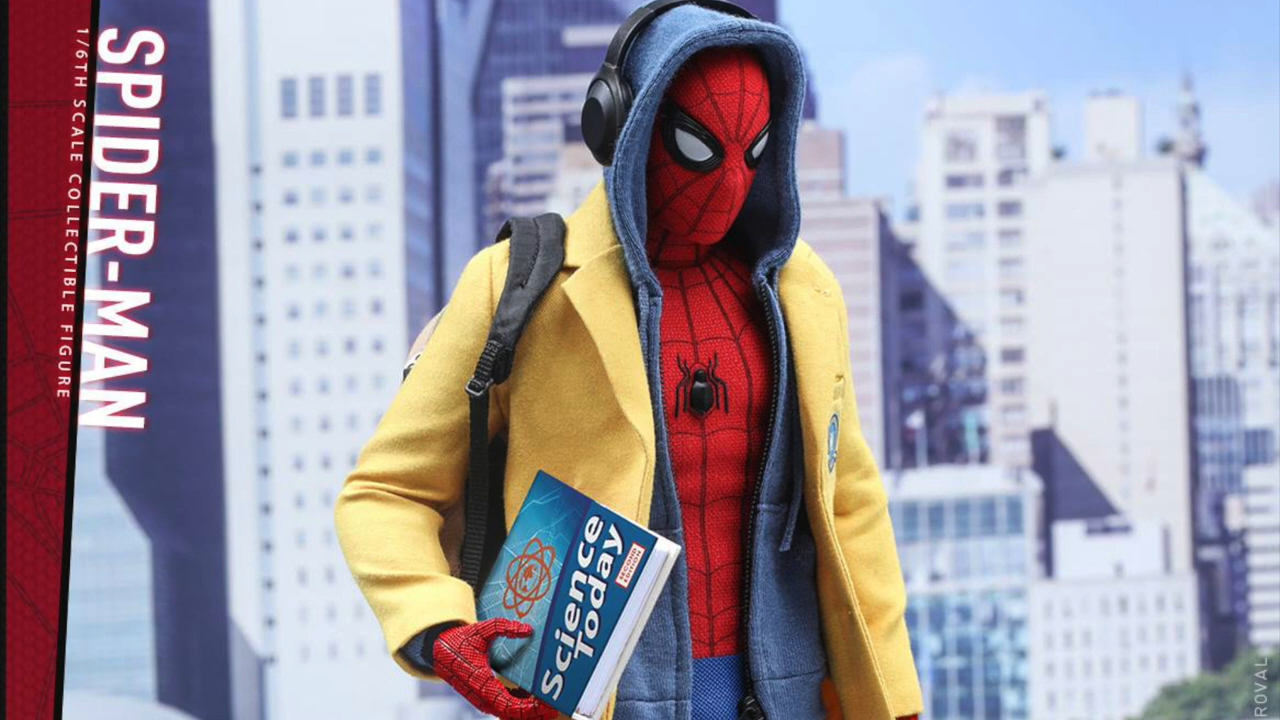 SPIDER-MAN
1/6TH SCALE COLLECTIBLE FIGURE
Science
Today
SECOND
EDITION